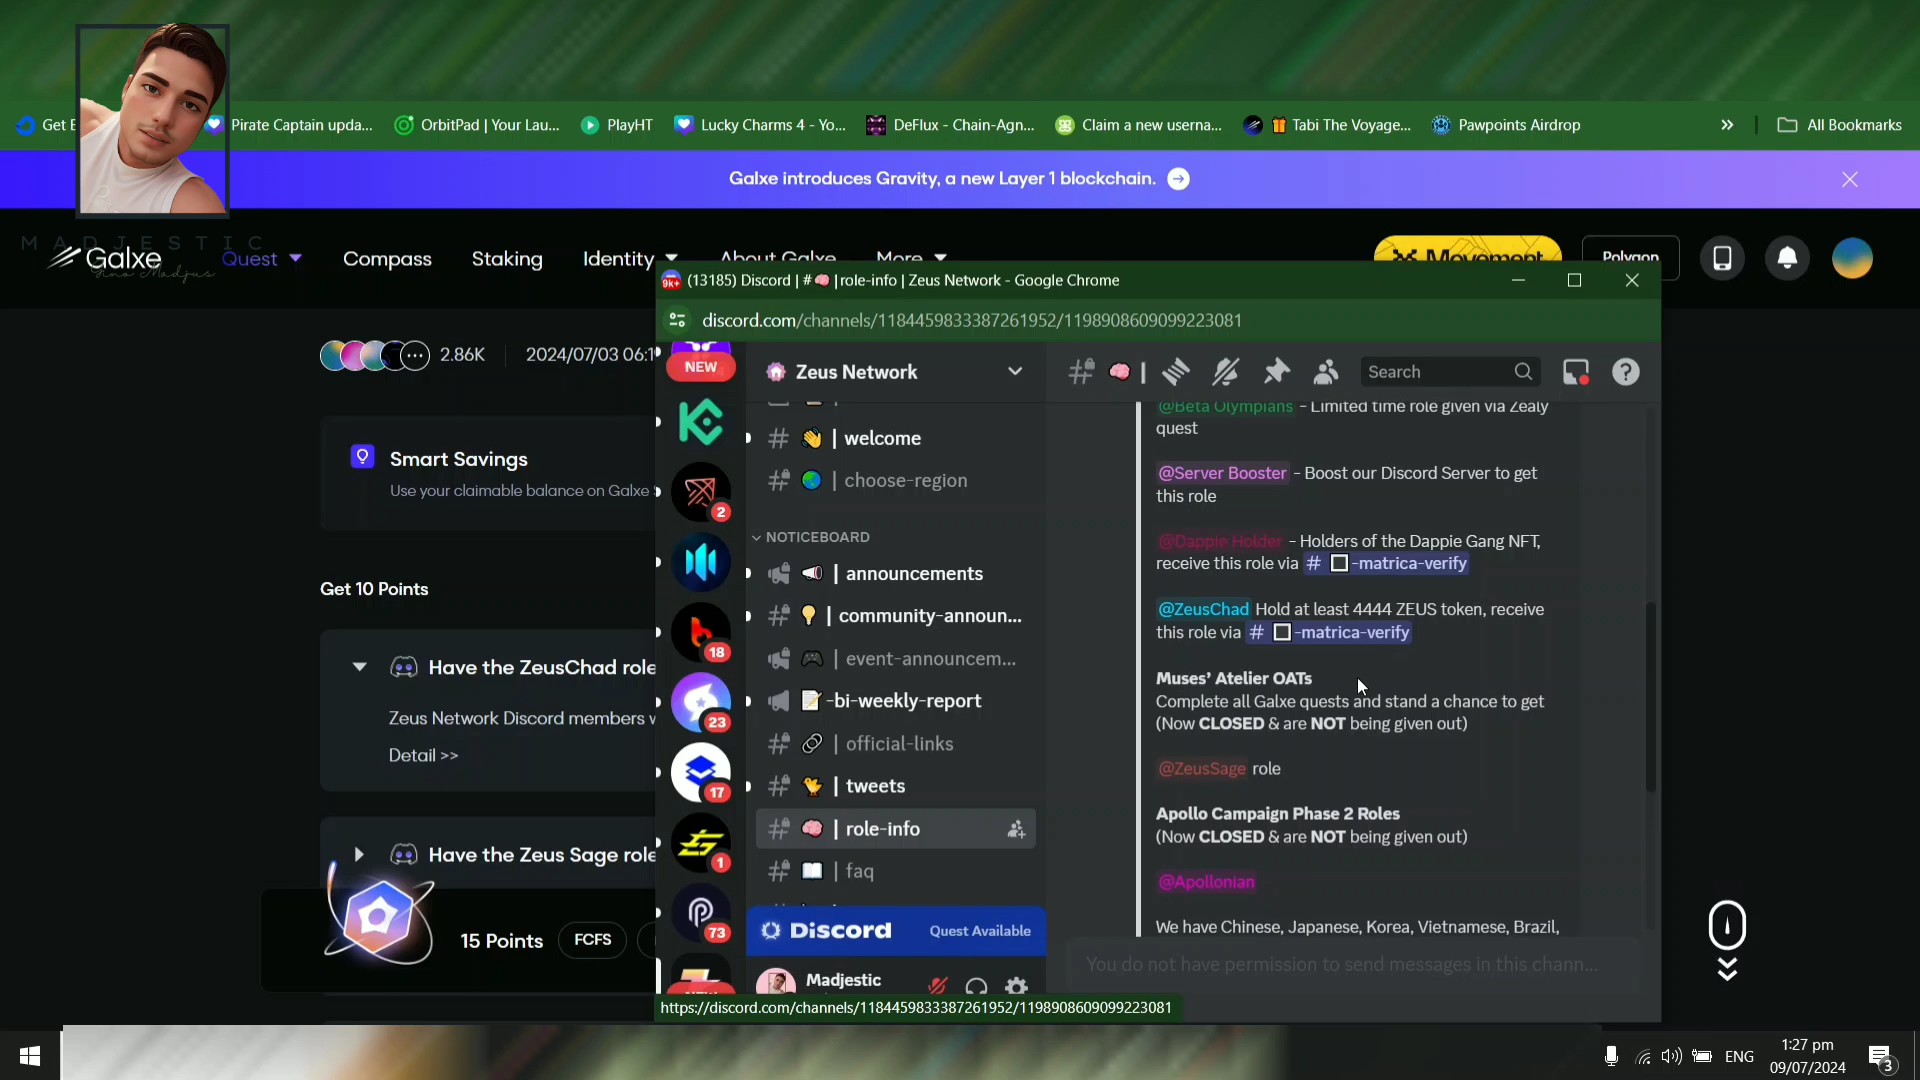 Get
Pirate Captain upda...
OrbitPad | Your Lau...
PlayHT
Lucky Charms 4 - Yo...
DeFlux - Chain-Agn...
Claim a new userna...
Tabi The Voyage...
Pawpoints Airdrop
»
All Bookmarks
Galxe introduces Gravity, a new Layer 1 blockchain.
MADJESTIC
Galxe
Quest
Compass
Staking
Identity
About Galxe
More
Movement
Polygon
9k+
(13185) Discord | #🧠 |role-info | Zeus Network - Google Chrome
discord.com/channels/1184459833387261952/1198908609099223081
2.86K
2024/07/03 06:1
Smart Savings
Use your claimable balance on Galxe
Get 10 Points
Have the ZeusChad role
Zeus Network Discord members
Detail >>
Have the Zeus Sage role
15 Points
FCFS
NEW
2
18
23
17
1
73
Zeus Network
# 👋 | welcome
# 🌏 | choose-region
NOTICEBOARD
| announcements
# 💡 | community-announ...
| event-announcem...
-bi-weekly-report
# | official-links
# | tweets
# 🧠 | role-info
# | faq
Discord
Quest Available
Madjestic
# 🧠 |
Search
@Beta Olympians - Limited time role given via Zealy
quest
@Server Booster - Boost our Discord Server to get
this role
@Dappie Holder - Holders of the Dappie Gang NFT,
receive this role via # -matrica-verify
@ZeusChad Hold at least 4444 ZEUS token, receive
this role via # -matrica-verify
Muses’ Atelier OATs
Complete all Galxe quests and stand a chance to get
(Now CLOSED & are NOT being given out)
@ZeusSage role
Apollo Campaign Phase 2 Roles
(Now CLOSED & are NOT being given out)
@Apollonian
We have Chinese, Japanese, Korea, Vietnamese, Brazil,
You do not have permission to send messages in this chann...
https://discord.com/channels/1184459833387261952/1198908609099223081
ENG
1:27 pm
09/07/2024
3